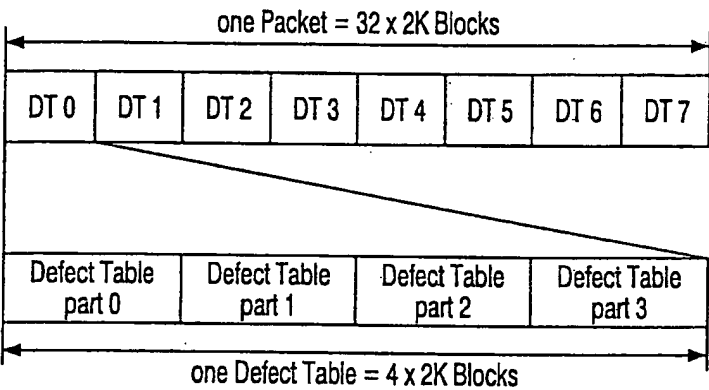 one Packet = 32 x 2K Blocks
DT 0 DT 1 DT 2 DT 3 DT 4 DT 5 DT 6 DT 7
Defect Table Defect Table Defect Table Defect Table
part 0 part 1 part 2 part 3
one Defect Table = 4 x 2K Blocks